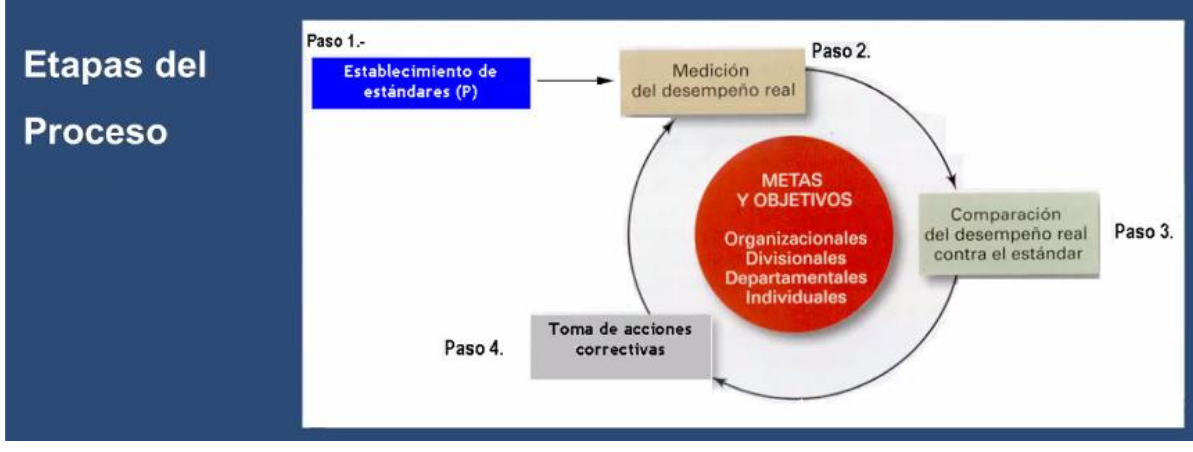 Etapas del
Proceso
Paso 1.-
Establecimiento de
estándares (P)
Medición
del desempeño real
Paso 2.
METAS
Y OBJETIVOS
Organizacionales
Divisionales
Departamentales
Individuales
Comparación
del desempeño real
contra el estándar
Paso 3.
Toma de acciones
correctivas
Paso 4.